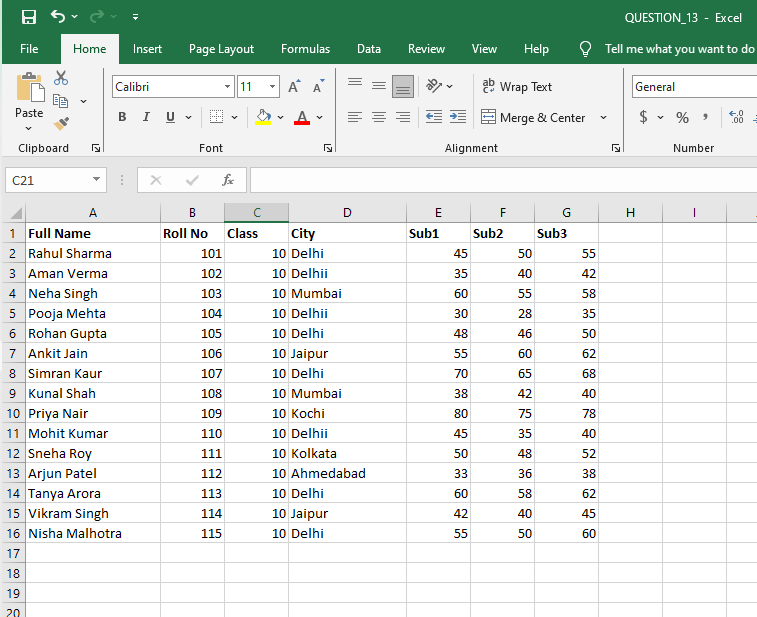 QUESTION_13 - Excel
File Home Insert Page Layout Formulas Data Review View Help Tell me what you want to do
Paste
Calibri 11 A A
B I U A
ab Wrap Text
Merge & Center
General
$ % ,
Clipboard Font Alignment Number
C21 fx
A B C D E F G H I
1 Full Name Roll No Class City Sub1 Sub2 Sub3
2 Rahul Sharma 101 10 Delhi 45 50 55
3 Aman Verma 102 10 Delhii 35 40 42
4 Neha Singh 103 10 Mumbai 60 55 58
5 Pooja Mehta 104 10 Delhii 30 28 35
6 Rohan Gupta 105 10 Delhi 48 46 50
7 Ankit Jain 106 10 Jaipur 55 60 62
8 Simran Kaur 107 10 Delhi 70 65 68
9 Kunal Shah 108 10 Mumbai 38 42 40
10 Priya Nair 109 10 Kochi 80 75 78
11 Mohit Kumar 110 10 Delhii 45 35 40
12 Sneha Roy 111 10 Kolkata 50 48 52
13 Arjun Patel 112 10 Ahmedabad 33 36 38
14 Tanya Arora 113 10 Delhi 60 58 62
15 Vikram Singh 114 10 Jaipur 42 40 45
16 Nisha Malhotra 115 10 Delhi 55 50 60
17
18
19
20